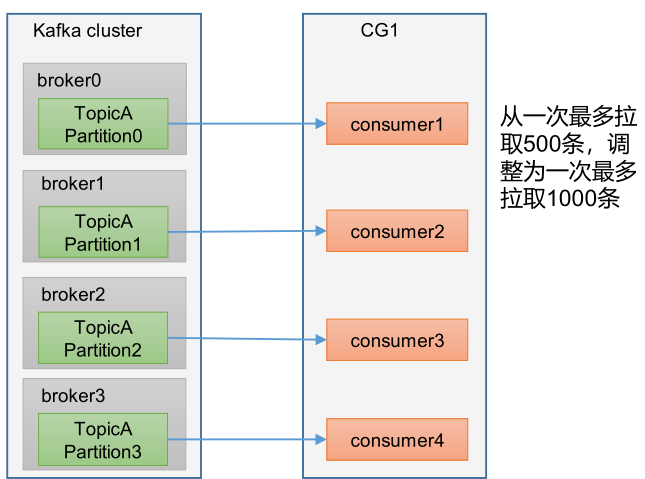 Kafka cluster
CG1
broker0
TopicA
Partition0
consumer1
从一次最多拉
取500条，调
整为一次最多
拉取1000条
broker1
TopicA
Partition1
consumer2
broker2
TopicA
Partition2
consumer3
broker3
TopicA
Partition3
consumer4